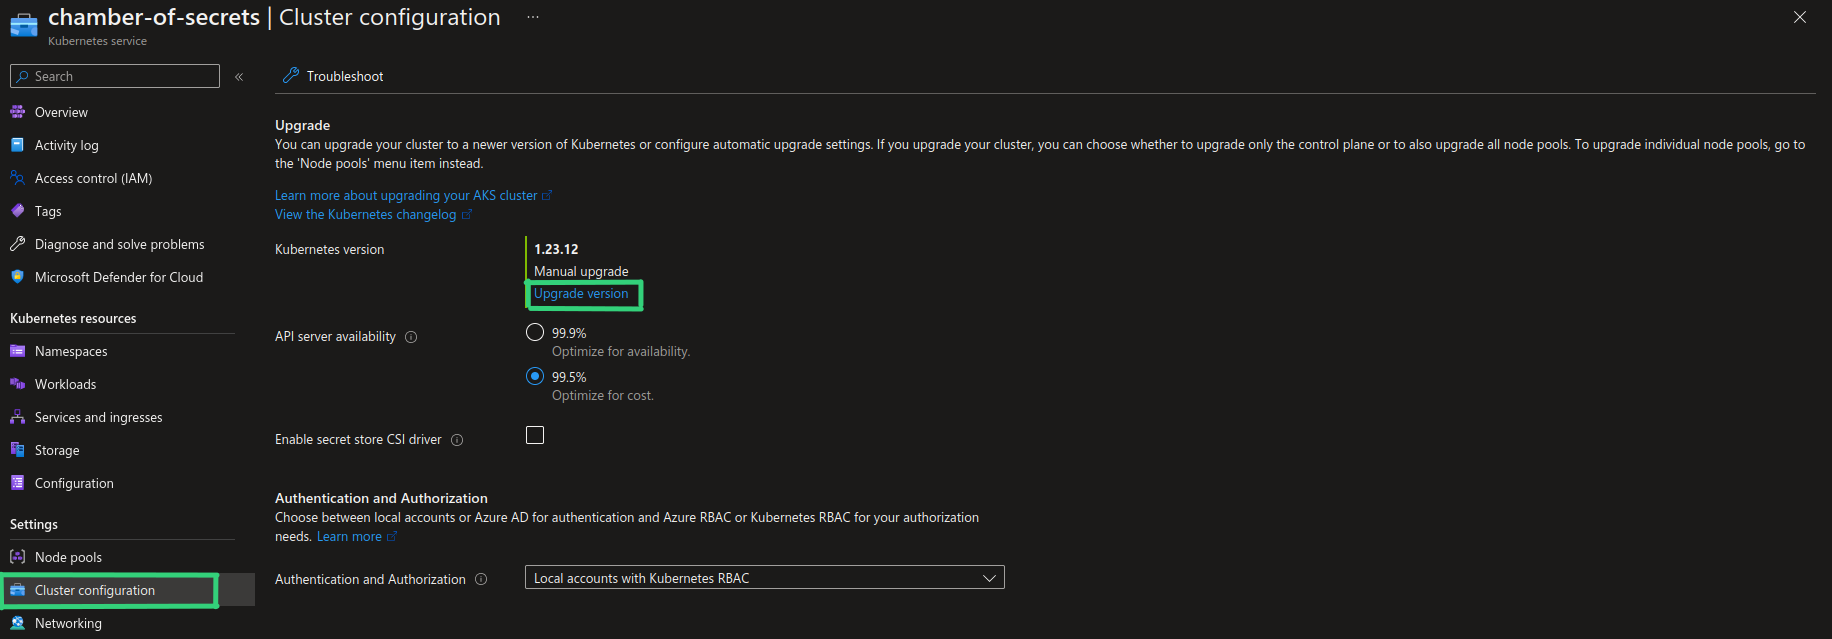 chamber-of-secrets | Cluster configuration ...
Kubernetes service
Search
«
Overview
Activity log
Access control (IAM)
Tags
Diagnose and solve problems
Microsoft Defender for Cloud
Kubernetes resources
Namespaces
Workloads
Services and ingresses
Storage
Configuration
Settings
Node pools
Cluster configuration
Networking
Troubleshoot
Upgrade
You can upgrade your cluster to a newer version of Kubernetes or configure automatic upgrade settings. If you upgrade your cluster, you can choose whether to upgrade only the control plane or to also upgrade all node pools. To upgrade individual node pools, go to
the 'Node pools' menu item instead.
Learn more about upgrading your AKS cluster
View the Kubernetes changelog
Kubernetes version
1.23.12
Manual upgrade
Upgrade version
API server availability
99.9%
Optimize for availability.
99.5%
Optimize for cost.
Enable secret store CSI driver
Authentication and Authorization
Choose between local accounts or Azure AD for authentication and Azure RBAC or Kubernetes RBAC for your authorization
needs. Learn more
Authentication and Authorization
Local accounts with Kubernetes RBAC